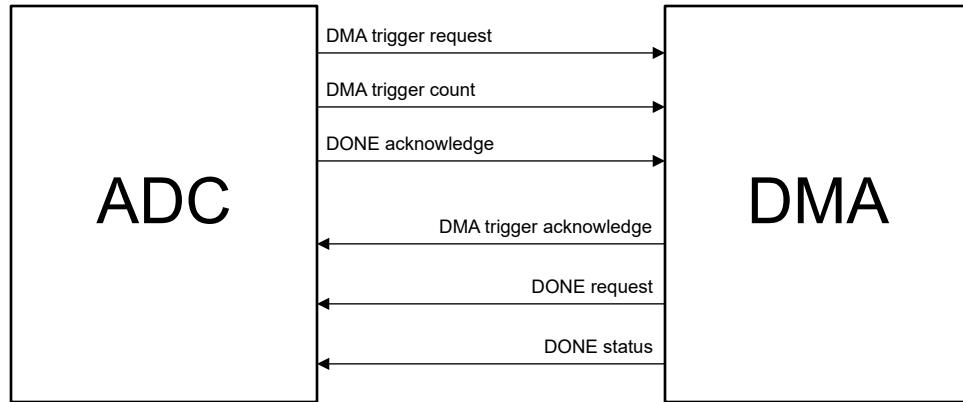 DMA trigger request
DMA trigger count
DONE acknowledge
ADC
DMA
DMA trigger acknowledge
DONE request
DONE status